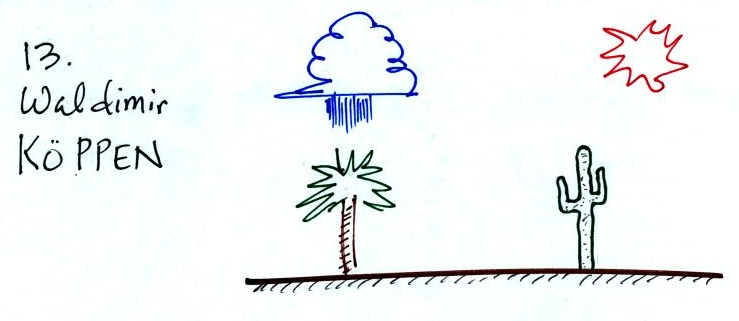 13.
Waldimir
KÖPPEN